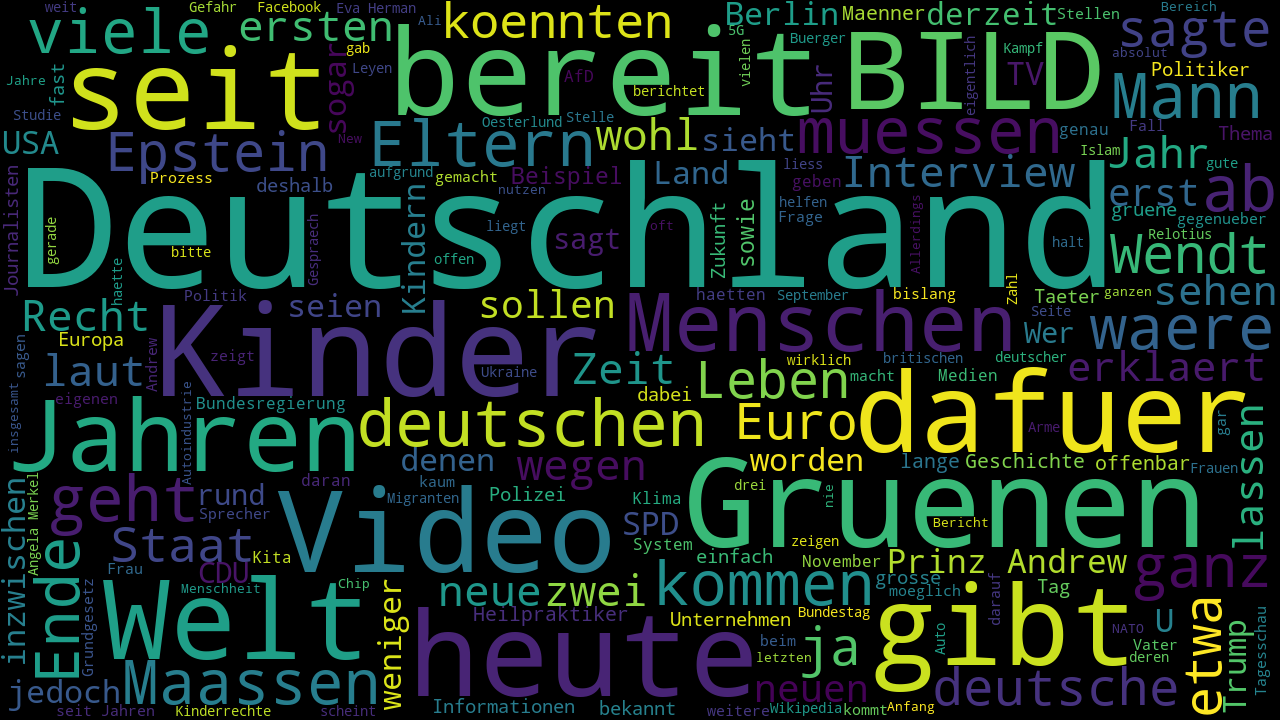 weit
Gefahr
Facebook
Eva Herman
viele
ersten
Ali
koennten
Berlin
Maenner
derzeit
Stellen
Bereich
sagte
seit
gab
bereit
5G
Buerger
BILD
Kampf
absolut
Jahre
fast
sogar
Leyen
AfD
berichtet
vielen
Uhr
eigentlich
TV
Politiker
Mann
Studie
USA
New
Oesterlund
Stelle
Eltern
wohl
sieht
muessen
genau
Fall
Thema
Epstein
Prozess
deshalb
aufgrund
gemacht
Beispiel
Land
liess
geben
Interview
Islam
Jahr
gute
nutzen
helfen
Frage
erst
ab
Journalisten
Deutschland
gerade
bitte
Gespraech
Kindern
offen
liegt
sagt
oft
Zukunft
sowie
Allerdings
halt
gruene
gegenueber
Relotius
Wendt
haette
Politik
seien
sollen
haetten
September
bislang
Zahl
Taeter
ganzen
sehen
Recht
Kinder
Menschen
Seite
Wer
waere
Europa
sagen
laut
Andrew
zeigt
Ukraine
Zeit
wirklich
britischen
deutscher
erklaert
insgesamt
eigenen
Autoindustrie
Bundesregierung
dabei
Leben
macht
Medien
dafuer
Jahren
deutschen
Euro
Arme
gar
denen
wegen
worden
lange
Geschichte
offenbar
Frauen
lassen
inzwischen
Angela Merkel
geht
rund
Sprecher
daran
kaum
Migranten
Video
Polizei
Klima
drei
nie
Gruenen
Bericht
Staat
Kita
SPD
System
einfach
zeigen
November
Prinz Andrew
ganz
Ende
Frau
CDU
Menschheit
Chip
neue
zwei
kommen
grosse
moeglich
darauf
Tag
Grundgesetz
Welt
weniger
Heilpraktiker
heute
Unternehmen
Bundestag
beim
letzten
ja
gibt
Auto
NATO
U
Vater
deren
etwa
Trump
Tagesschau
jedoch
Maassen
neuen
deutsche
seit Jahren
Kinderrechte
scheint
Informationen
bekannt
weitere
Wikipedia
kommt
Anfang